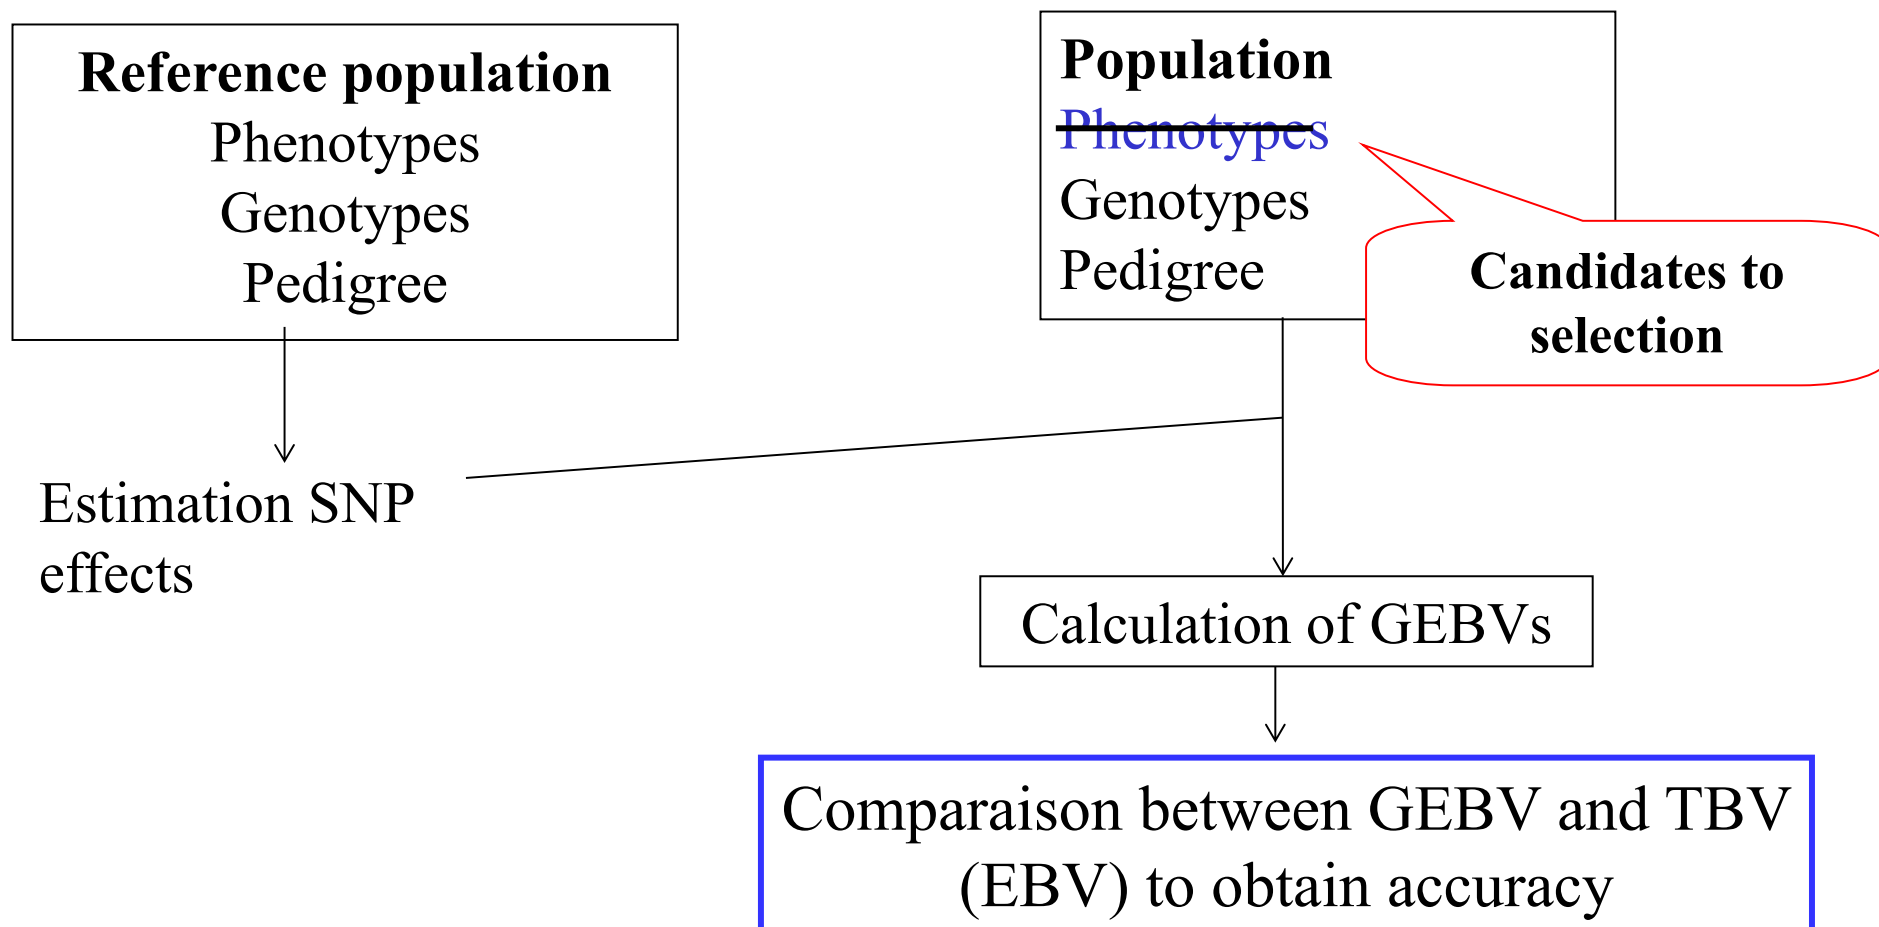 Reference population
Phenotypes
Genotypes
Pedigree
Population
Phenotypes
Genotypes
Pedigree
Candidates to
selection
Estimation SNP
effects
Calculation of GEBVs
Comparaison between GEBV and TBV
(EBV) to obtain accuracy